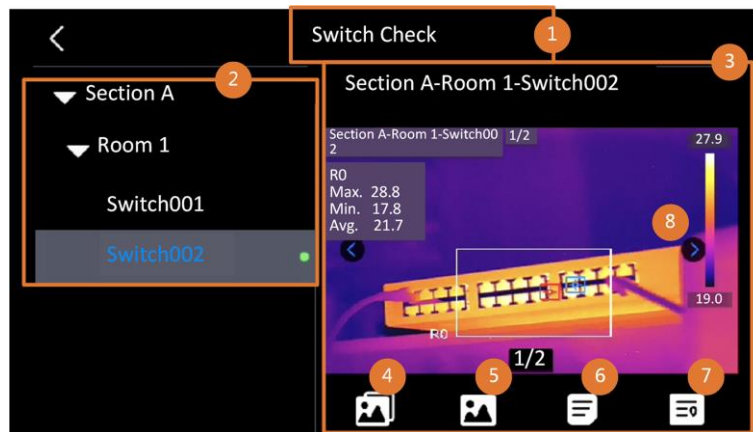 Switch Check
1
2
3
Section A
Room 1
Switch001
Switch002
Section A-Room 1-Switch002
Section A-Room 1-Switch00
2
1/2
27.9
R0
Max. 28.8
Min. 17.8
Avg. 21.7
8
19.0
R0
1/2
4
5
6
7